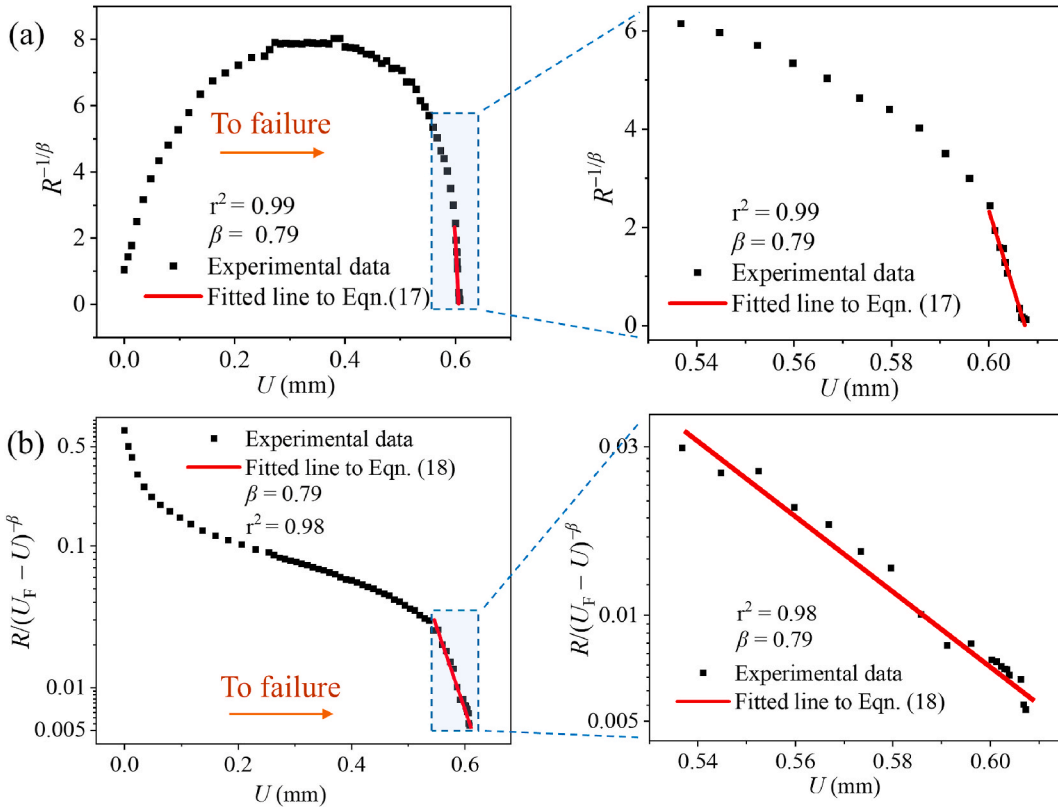 (a)
8
6
4
2
0
R^{-1/β}
To failure
r² = 0.99
β = 0.79
Experimental data
Fitted line to Eqn.(17)
0.0 0.2 0.4 0.6
U (mm)
6
4
2
0
R^{-1/β}
r² = 0.99
β = 0.79
Experimental data
Fitted line to Eqn. (17)
0.54 0.56 0.58 0.60
U (mm)
(b)
0.5
0.1
0.01
0.005
R/(U_F − U)^{−β}
Experimental data
Fitted line to Eqn. (18)
β = 0.79
r² = 0.98
To failure
0.0 0.2 0.4 0.6
U (mm)
0.03
0.01
0.005
R/(U_F − U)^{−β}
r² = 0.98
β = 0.79
Experimental data
Fitted line to Eqn. (18)
0.54 0.56 0.58 0.60
U (mm)